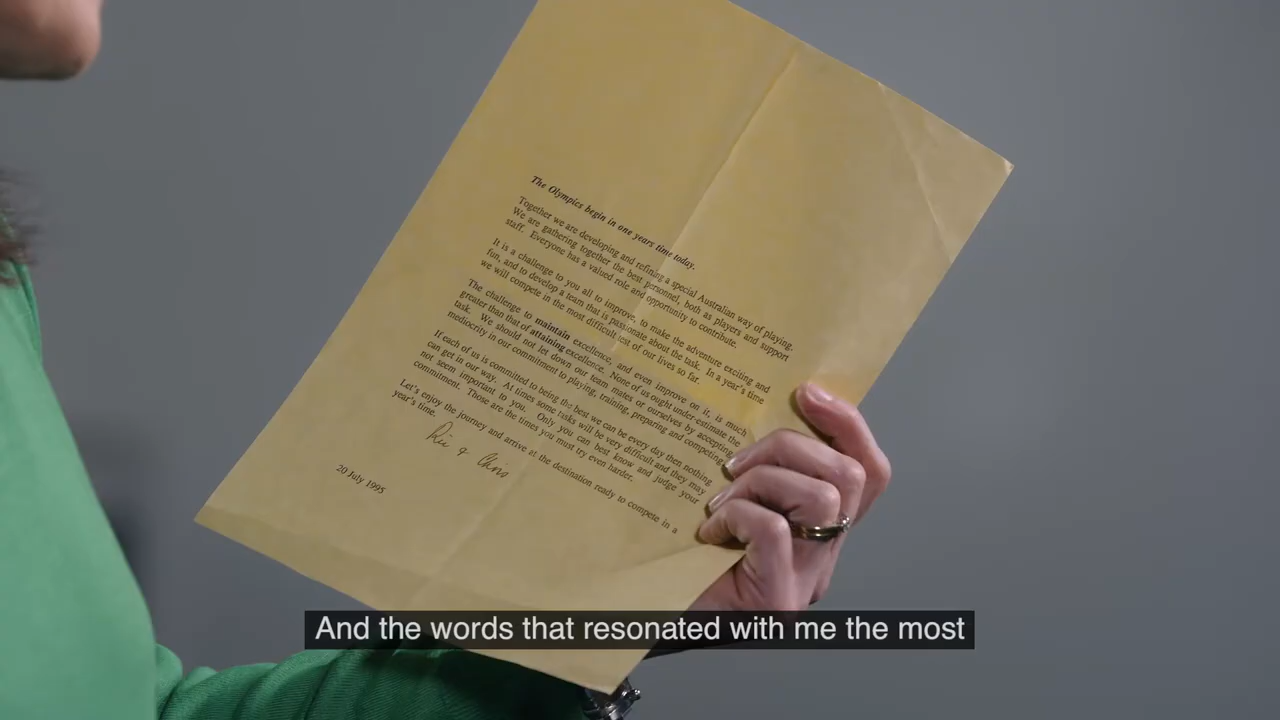 The Olympics begin in one years time today.
Together we are developing and refining a special Australian way of playing.
We are gathering together the best personnel, both as players and support
staff. Everyone has a valued role and opportunity to contribute.
It is a challenge to you all to improve, to make the adventure exciting and
fun, and to develop a team that is passionate about the task. In a year's time
we will compete in the most difficult test of our lives so far.
The challenge to maintain excellence, and even improve on it, is much
greater than that of attaining excellence. None of us ought under-estimate the
task. We should not let down our team mates or ourselves by accepting
mediocrity in our commitment to playing, training, preparing and competing.
If each of us is committed to being the best we can be every day then nothing
can get in our way. At times some tasks will be very difficult and they may
not seem important to you. Only you can best know and judge your
commitment. Those are the times you must try even harder.
Let's enjoy the journey and arrive at the destination ready to compete in a
year's time.
Ric & Chris
20 July 1995
And the words that resonated with me the most